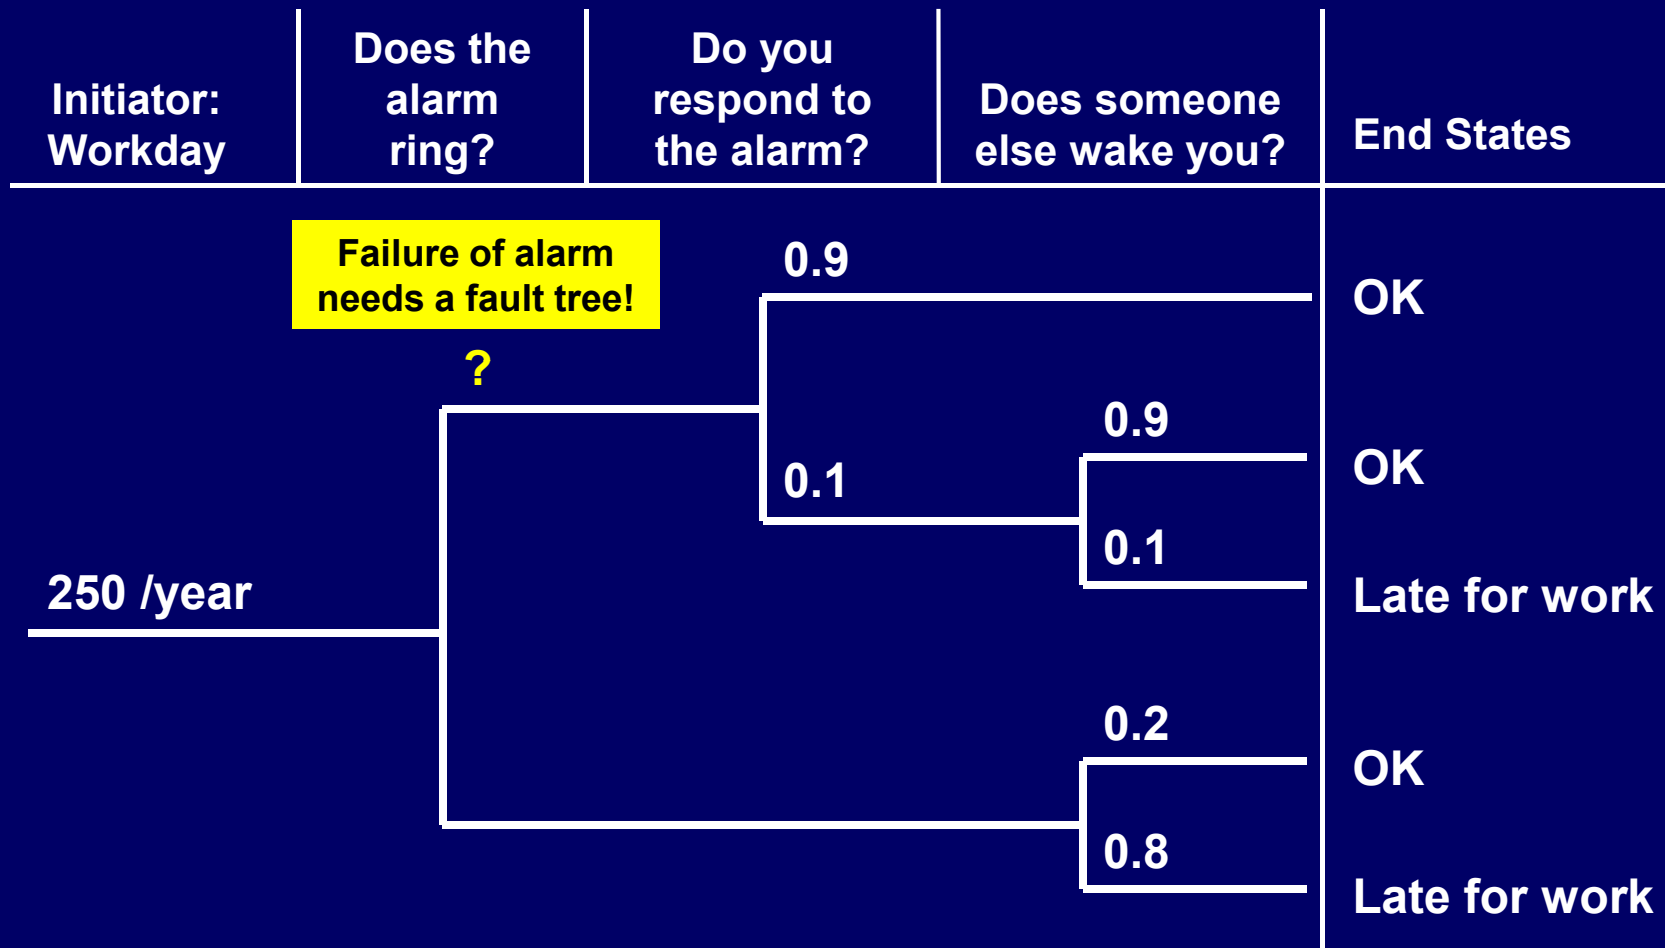 Initiator:
Workday
Does the
alarm
ring?
Do you
respond to
the alarm?
Does someone
else wake you?
End States
Failure of alarm
needs a fault tree!
?
0.9
OK
0.9
OK
0.1
0.1
Late for work
250 /year
0.2
OK
0.8
Late for work